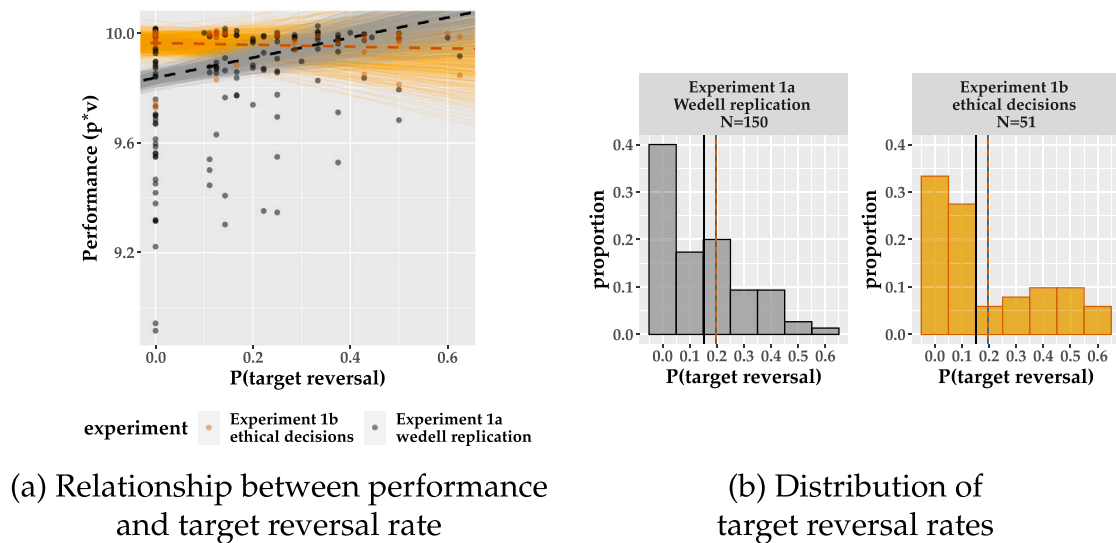 10.0
9.6
9.2
Performance (p*v)
0.0 0.2 0.4 0.6
P(target reversal)
experiment
Experiment 1b
ethical decisions
Experiment 1a
wedell replication
(a) Relationship between performance
and target reversal rate
Experiment 1a
Wedell replication
N=150
0.4
0.3
0.2
0.1
0.0
proportion
0.0 0.1 0.2 0.3 0.4 0.5 0.6
P(target reversal)
Experiment 1b
ethical decisions
N=51
0.4
0.3
0.2
0.1
0.0
proportion
0.0 0.1 0.2 0.3 0.4 0.5 0.6
P(target reversal)
(b) Distribution of
target reversal rates